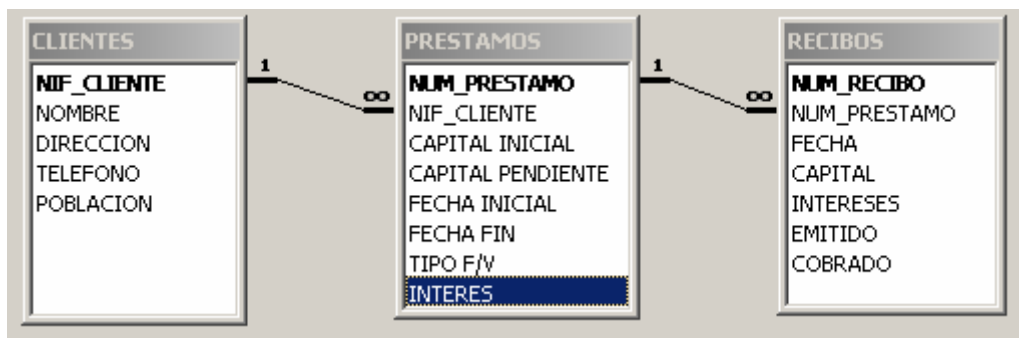 CLIENTES
NIF_CLIENTE
NOMBRE
DIRECCION
TELEFONO
POBLACION
1
∞
PRESTAMOS
NUM_PRESTAMO
NIF_CLIENTE
CAPITAL INICIAL
CAPITAL PENDIENTE
FECHA INICIAL
FECHA FIN
TIPO F/V
INTERES
1
∞
RECIBOS
NUM_RECIBO
NUM_PRESTAMO
FECHA
CAPITAL
INTERESES
EMITIDO
COBRADO